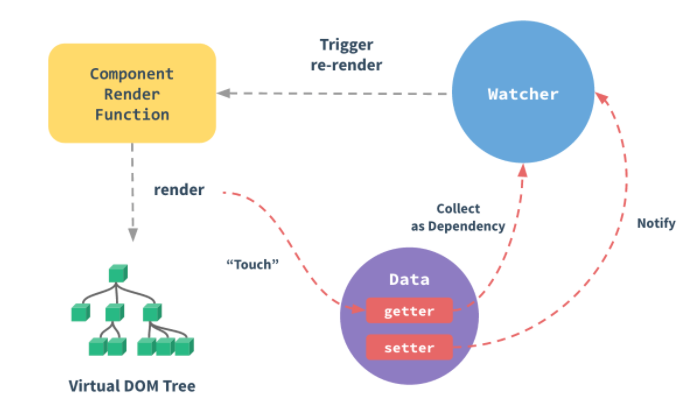 Trigger
re-render
Component
Render
Function
Watcher
render
Collect
as Dependency
Notify
“Touch”
Data
getter
setter
Virtual DOM Tree